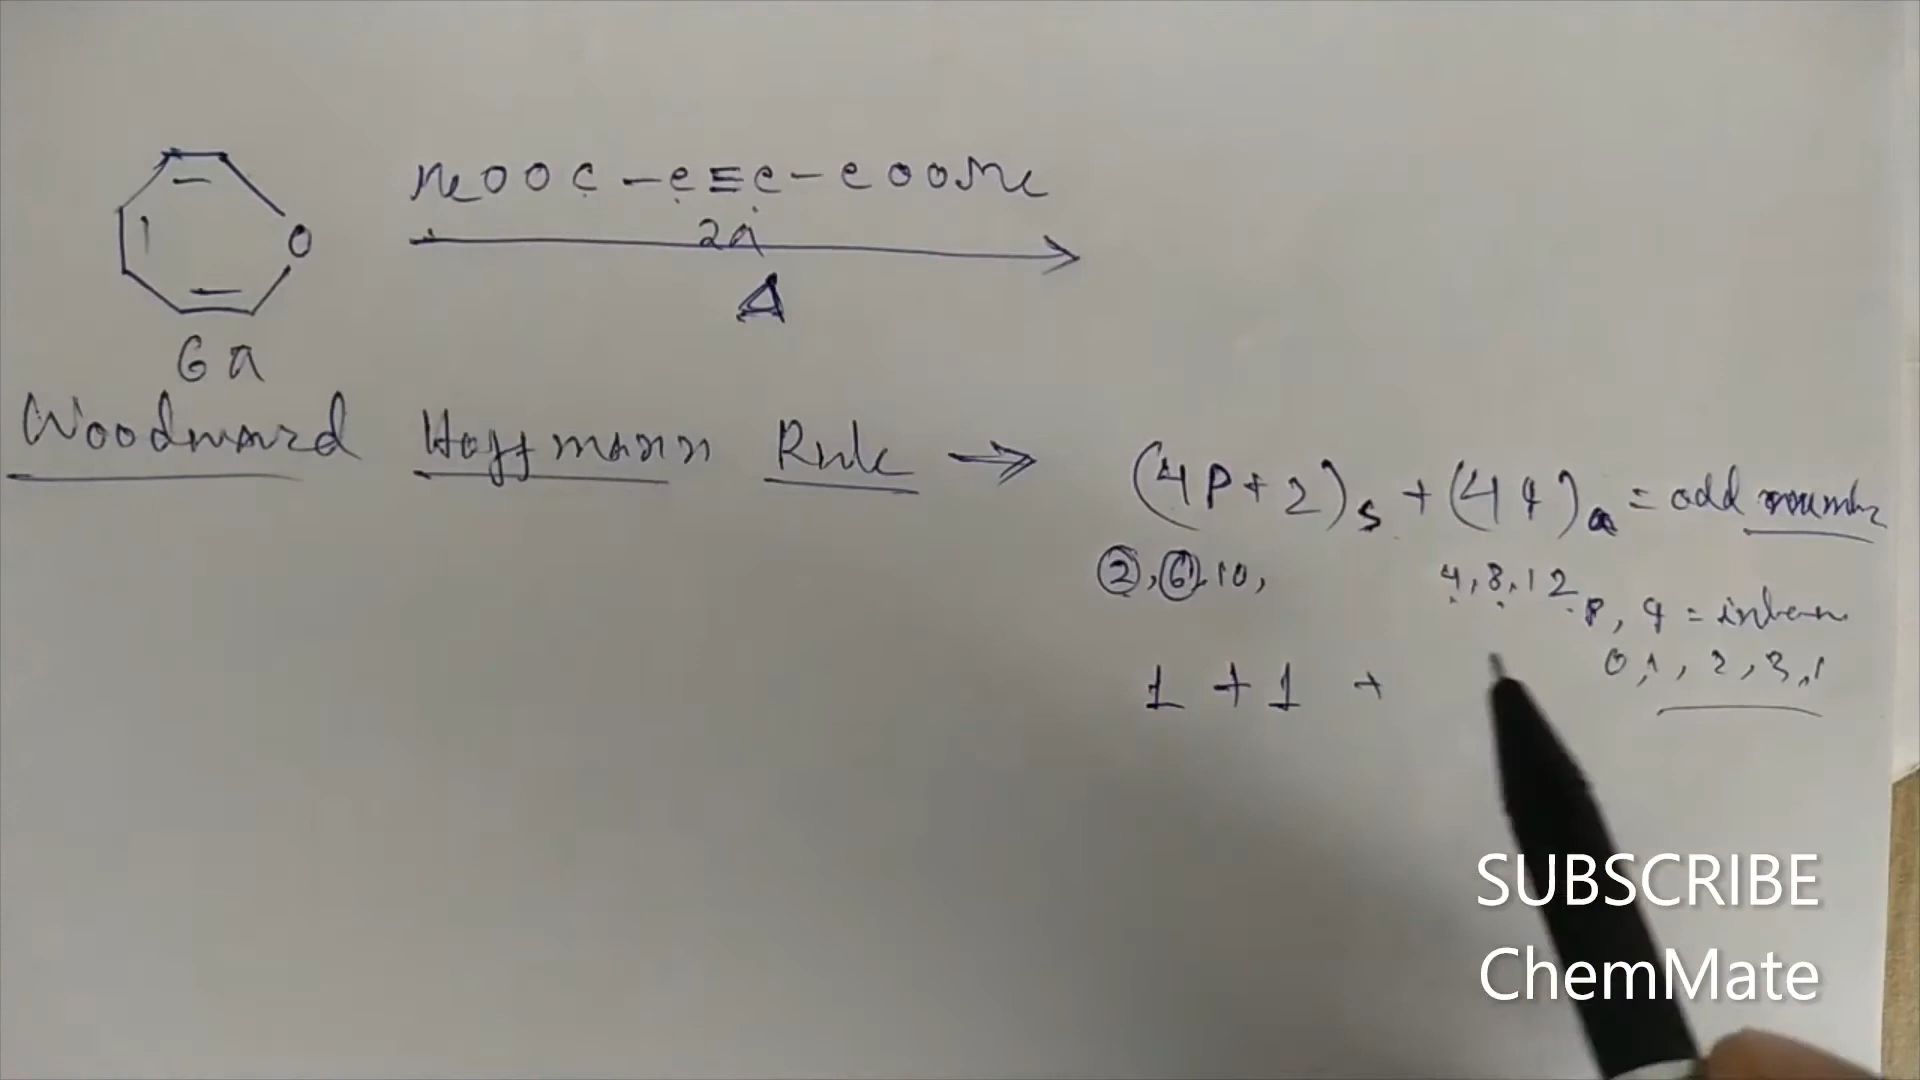 MeOOC - C ≡ C - COOMe
2a
O
Δ
6a
Woodward Hoffmann Rule → (4p+2)s + (4q)a = odd number
2, 6, 10,
4, 8, 12
p, q =
0, 1, 2, 3, 1
1 + 1 +
SUBSCRIBE
ChemMate